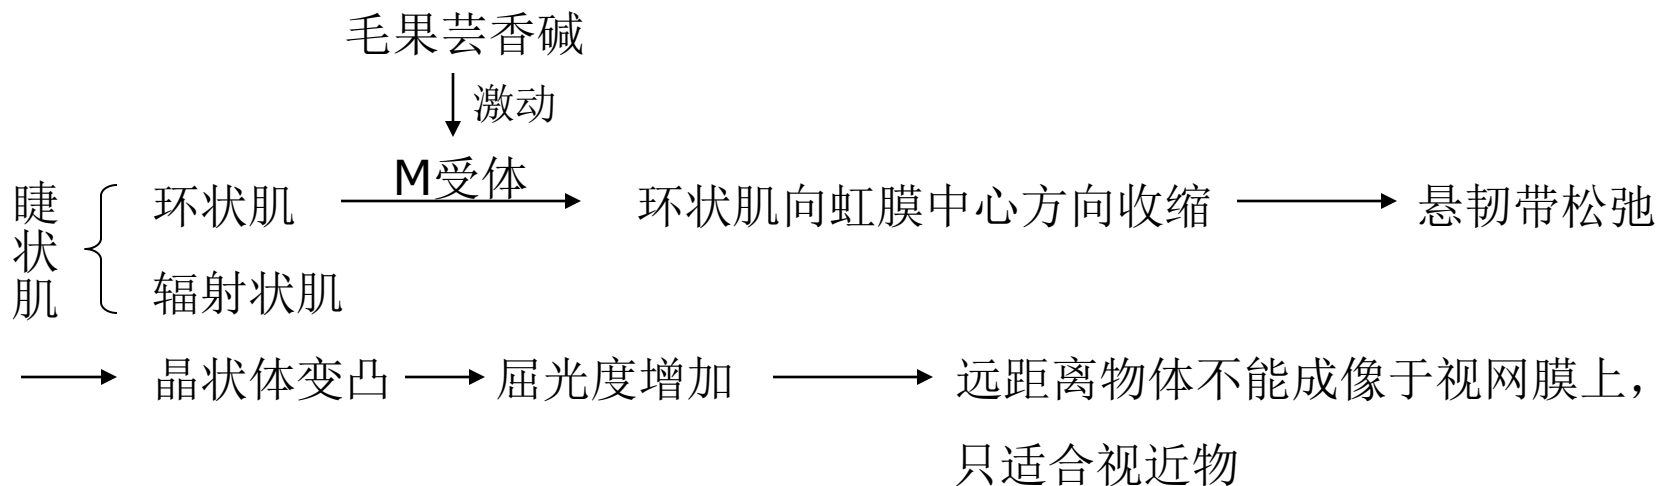 毛果芸香碱
激动
M受体
睫状肌
环状肌
环状肌向虹膜中心方向收缩
悬韧带松弛
辐射状肌
晶状体变凸
屈光度增加
远距离物体不能成像于视网膜上，
只适合视近物